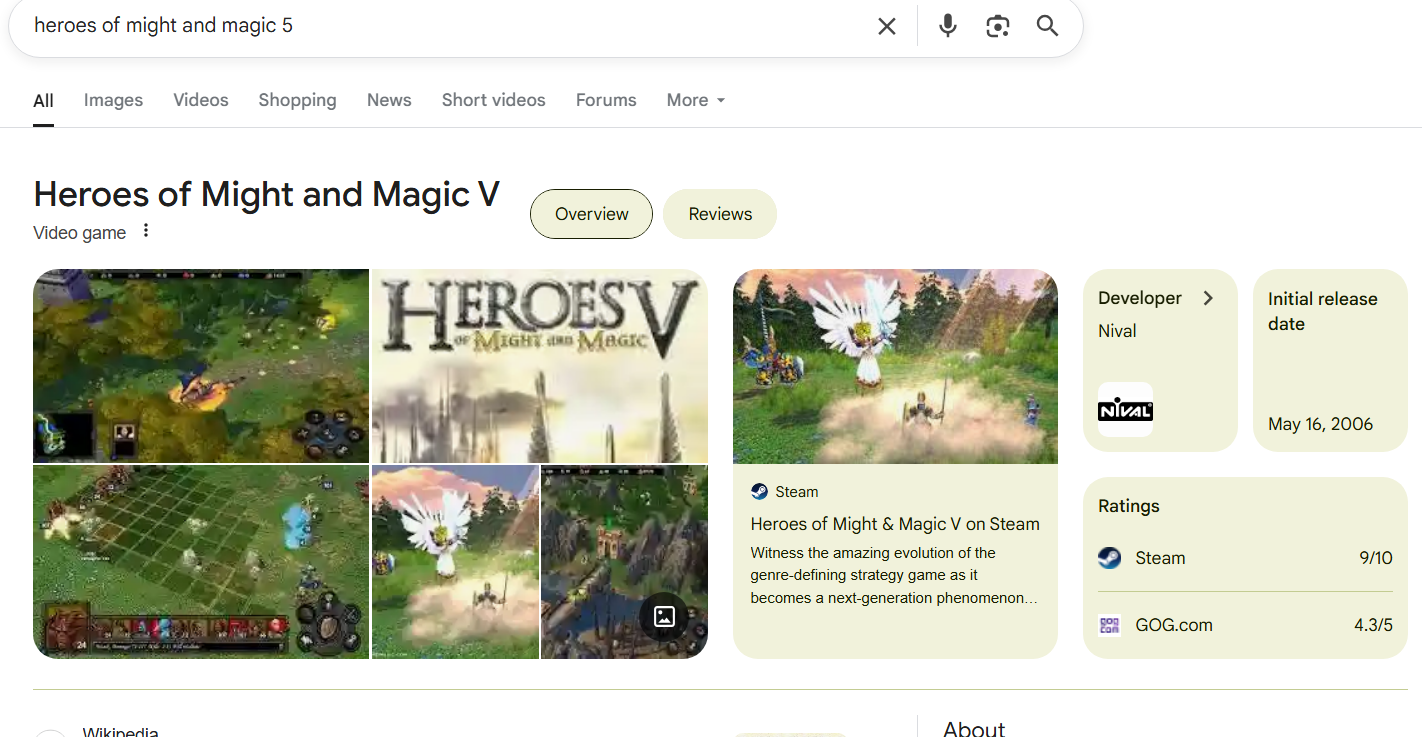 heroes of might and magic 5
All
Images
Videos
Shopping
News
Short videos
Forums
More
Heroes of Might and Magic V
Video game
Overview
Reviews
HEROES V
OF MIGHT AND MAGIC
Steam
Heroes of Might & Magic V on Steam
Witness the amazing evolution of the
genre-defining strategy game as it
becomes a next-generation phenomenon...
Developer
Nival
NIVAL
Initial release
date
May 16, 2006
Ratings
Steam
9/10
GOG.com
4.3/5
Wikipedia
About